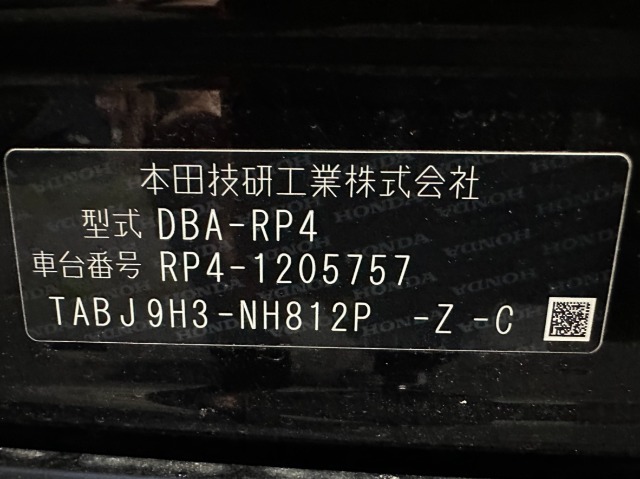 本田技研工業株式会社
型式 DBA-RP4
車台番号 RP4-1205757
TABJ9H3-NH812P -Z-C